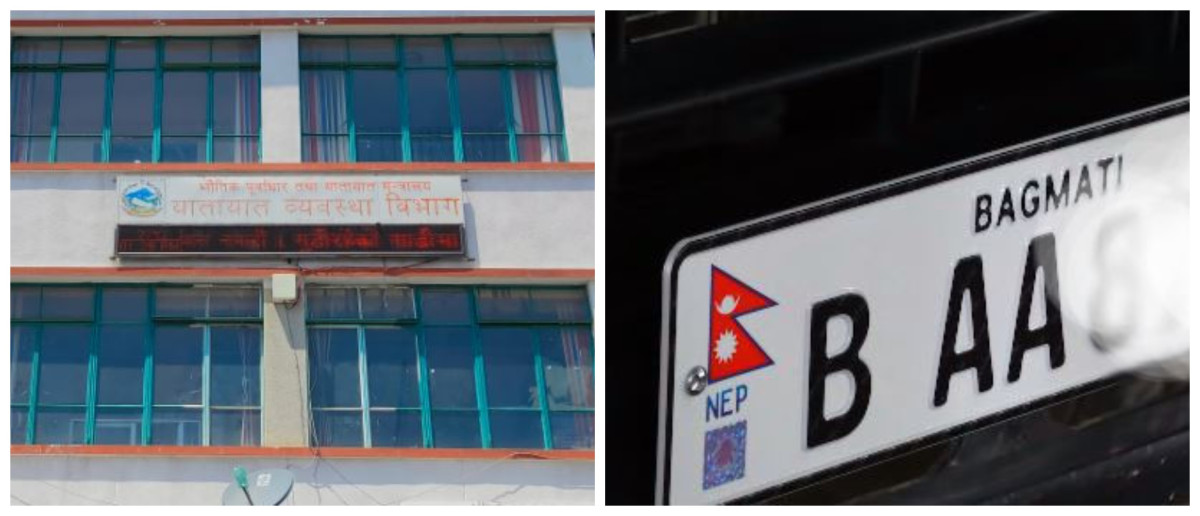 भौतिक पूर्वाधार तथा यातायात मन्त्रालय
यातायात व्यवस्था विभाग
BAGMATI
B AA
NEP